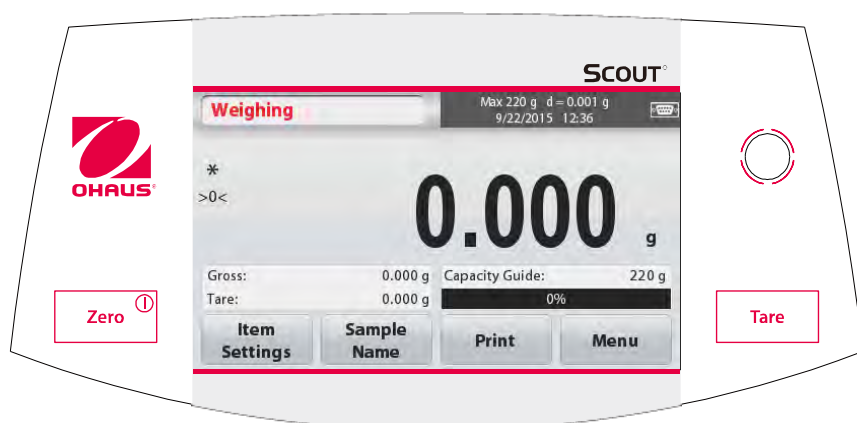 SCOUT
Weighing
Max 220 g d = 0.001 g
9/22/2015 12:36
OHAUS
*
>0<
0.000 g
Gross: 0.000 g
Tare: 0.000 g
Capacity Guide: 220 g
0%
Zero
Item Settings
Sample Name
Print
Menu
Tare